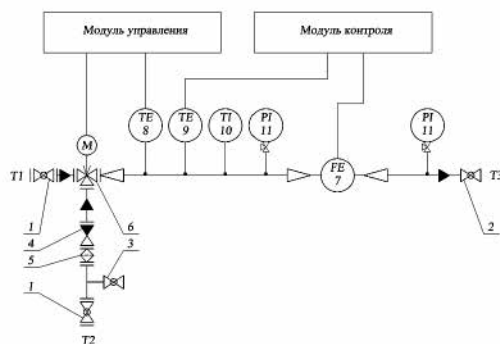 Модуль управления
Модуль контроля
TE 8
TE 9
TI 10
PI 11
PI 11
M
FE 7
T1
T3
1
6
2
4
5
3
1
T2